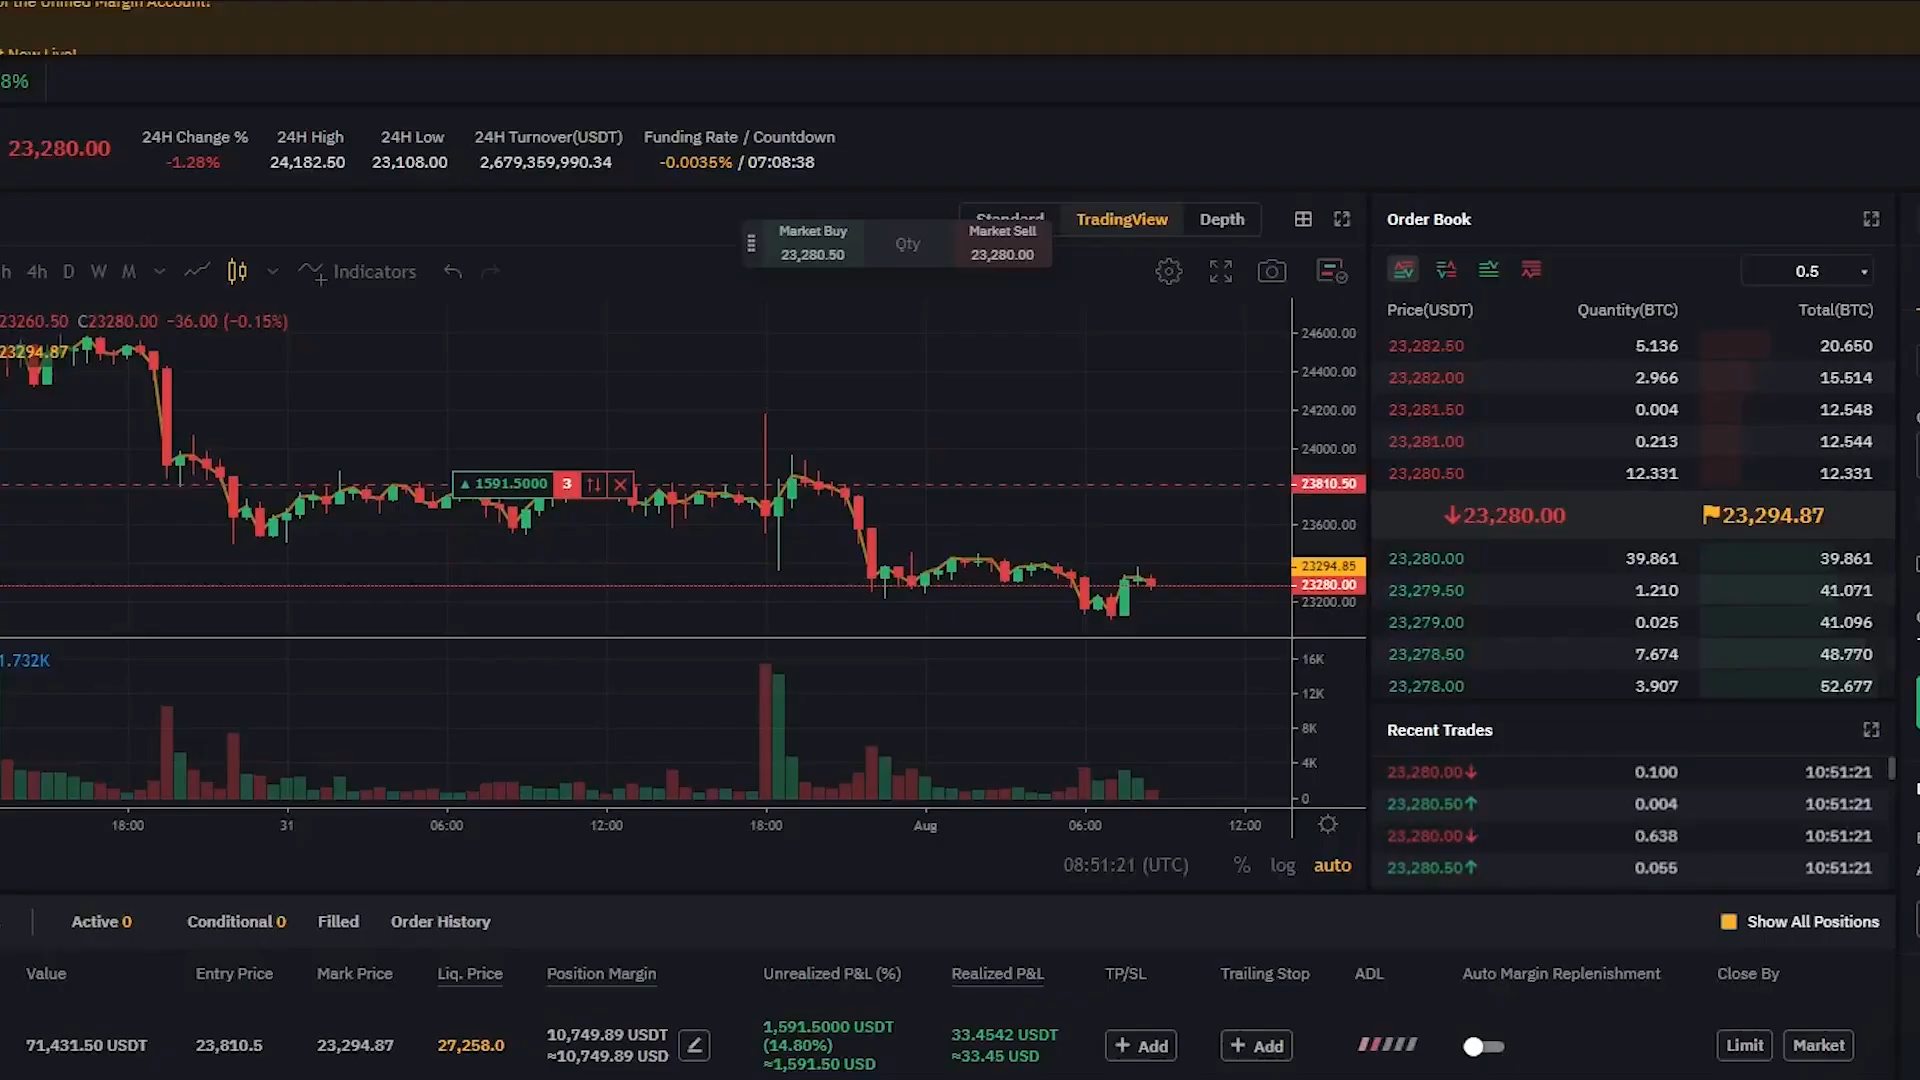 of the Unified Margin Account!
t Now Live!
8%
23,280.00
24H Change %
-1.28%
24H High
24,182.50
24H Low
23,108.00
24H Turnover(USDT)
2,679,359,990.34
Funding Rate / Countdown
-0.0035% / 07:08:38
Standard TradingView Depth
Market Buy
23,280.50
Qty
Market Sell
23,280.00
h 4h D W M Indicators
23260.50 C23280.00 −36.00 (−0.15%)
23294.87
1591.5000 3
24600.00
24400.00
24200.00
24000.00
23810.50
23600.00
23294.85
23280.00
23200.00
1.732K
16K
12K
8K
4K
0
18:00 31 06:00 12:00 18:00 Aug 06:00 12:00
08:51:21 (UTC) % log auto
Order Book
0.5
Price(USDT) Quantity(BTC) Total(BTC)
23,282.50 5.136 20.650
23,282.00 2.966 15.514
23,281.50 0.004 12.548
23,281.00 0.213 12.544
23,280.50 12.331 12.331
↓23,280.00 23,294.87
23,280.00 39.861 39.861
23,279.50 1.210 41.071
23,279.00 0.025 41.096
23,278.50 7.674 48.770
23,278.00 3.907 52.677
Recent Trades
23,280.00↓ 0.100 10:51:21
23,280.50↑ 0.004 10:51:21
23,280.00↓ 0.638 10:51:21
23,280.50↑ 0.055 10:51:21
Active 0 Conditional 0 Filled Order History Show All Positions
Value Entry Price Mark Price Liq. Price Position Margin Unrealized P&L (%) Realized P&L TP/SL Trailing Stop ADL Auto Margin Replenishment Close By
71,431.50 USDT 23,810.5 23,294.87 27,258.0
10,749.89 USDT
≈10,749.89 USD
1,591.5000 USDT
(14.80%)
≈1,591.50 USD
33.4542 USDT
≈33.45 USD
+ Add + Add Limit Market